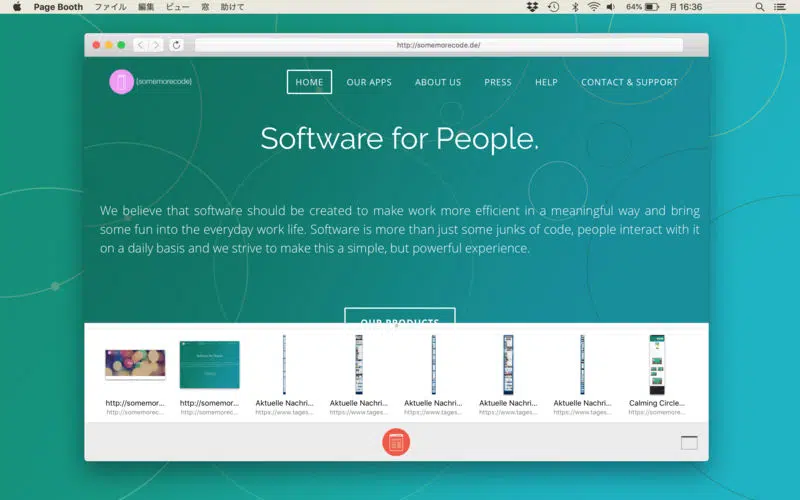 Page Booth ファイル 編集 ビュー 窓 助けて 64% 月 16:36
http://somemorecode.de/
{somemorecode} HOME OUR APPS ABOUT US PRESS HELP CONTACT & SUPPORT
Software for People.
We believe that software should be created to make work more efficient in a meaningful way and bring
some fun into the everyday work life. Software is more than just some junks of code, people interact with it
on a daily basis and we strive to make this a simple, but powerful experience.
OUR PRODUCTS
http://somemor... http://somemor... Aktuelle Nachri... Aktuelle Nachri... Aktuelle Nachri... Aktuelle Nachri... Aktuelle Nachri... Calming Circle...
http://somemorec... http://somemorec... https://www.tages... https://www.tages... https://www.tages... https://www.tages... https://www.tages... https://somemore...